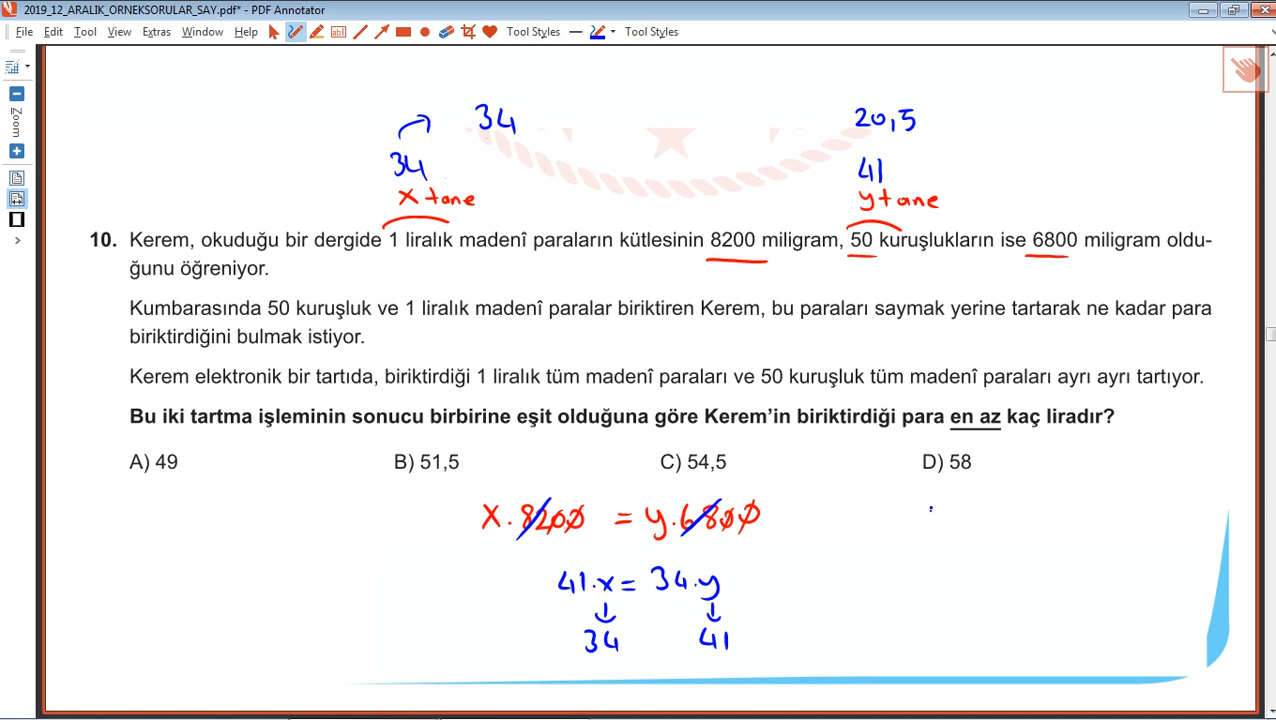 2019_12_ARALIK_ORNEKSORULAR_SAY.pdf* - PDF Annotator
File Edit Tool View Extras Window Help Tool Styles Tool Styles
Zoom
34 20,5
34 41
x tane y tane
10. Kerem, okuduğu bir dergide 1 liralık madenî paraların kütlesinin 8200 miligram, 50 kuruşlukların ise 6800 miligram oldu-
ğunu öğreniyor.
Kumbarasında 50 kuruşluk ve 1 liralık madenî paralar biriktiren Kerem, bu paraları saymak yerine tartarak ne kadar para
biriktirdiğini bulmak istiyor.
Kerem elektronik bir tartıda, biriktirdiği 1 liralık tüm madenî paraları ve 50 kuruşluk tüm madenî paraları ayrı ayrı tartıyor.
Bu iki tartma işleminin sonucu birbirine eşit olduğuna göre Kerem'in biriktirdiği para en az kaç liradır?
A) 49 B) 51,5 C) 54,5 D) 58
x.8200 = y.6800
41.x = 34.y
34 41